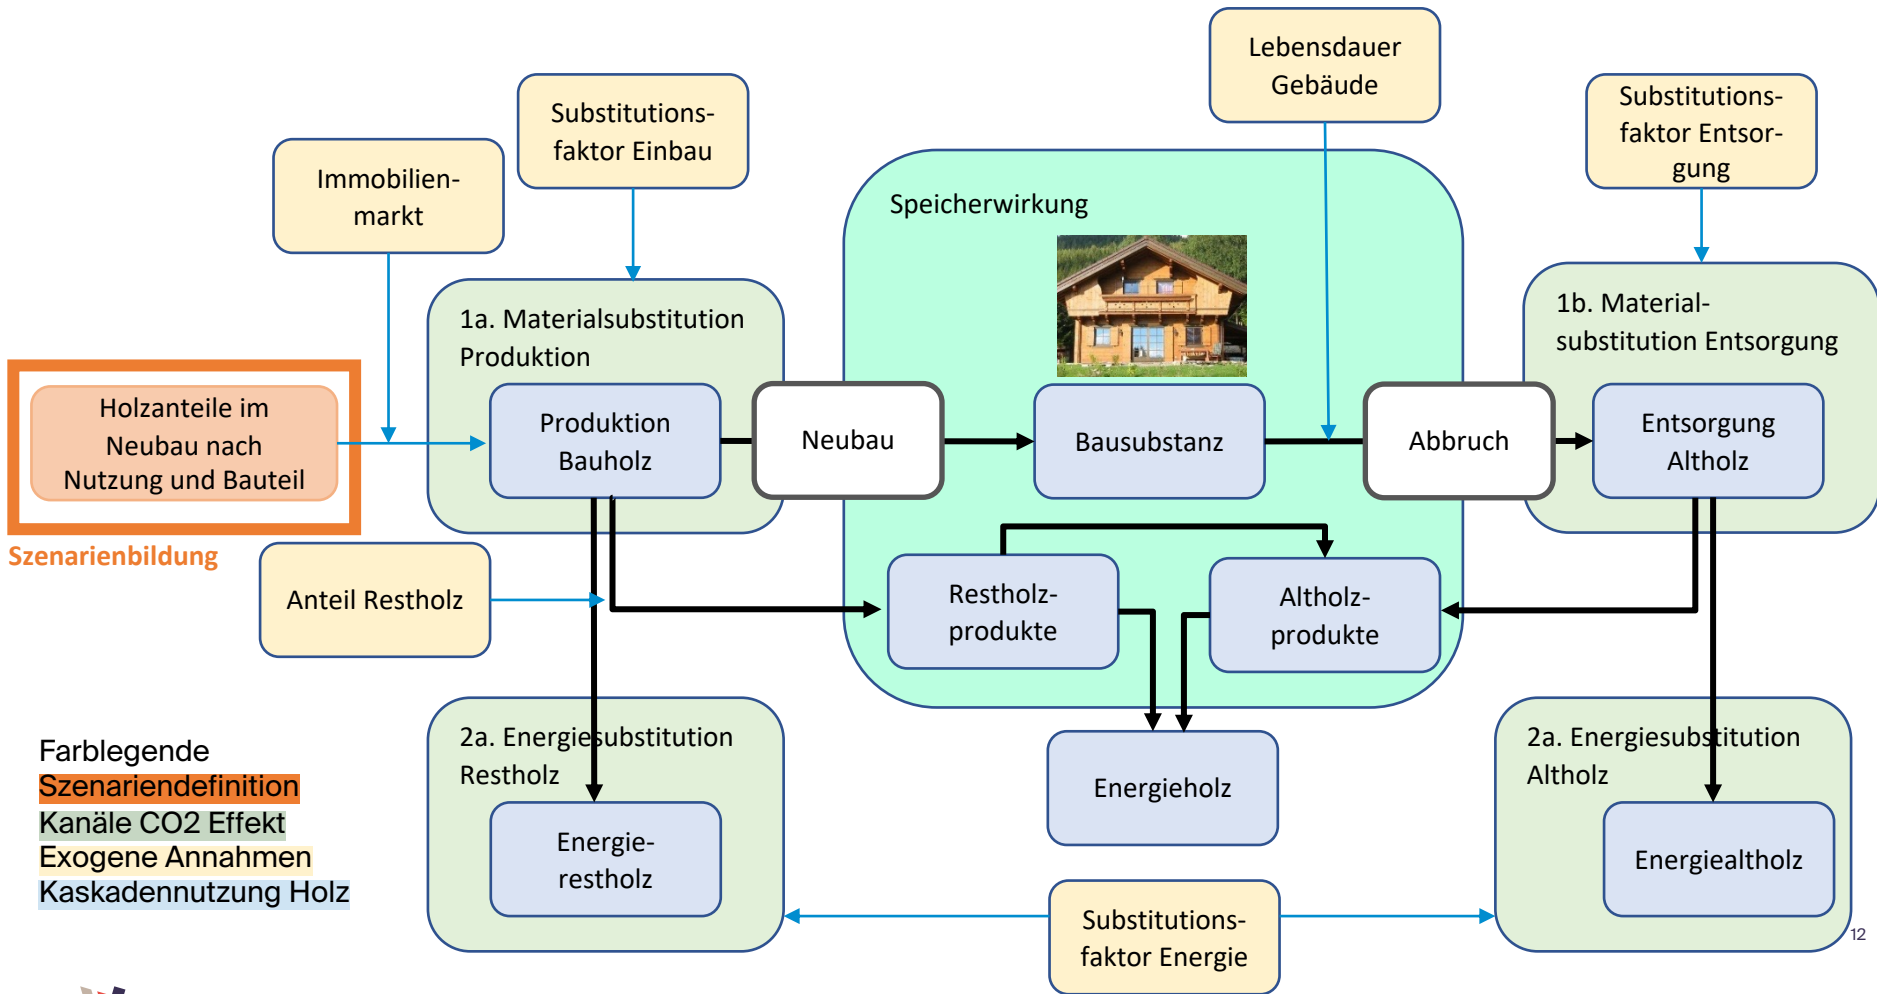 Lebensdauer
Gebäude
Substitutions-
faktor Einbau
Substitutions-
faktor Entsor-
gung
Immobilien-
markt
Speicherwirkung
1a. Materialsubstitution
Produktion
1b. Material-
substitution Entsorgung
Holzanteile im
Neubau nach
Nutzung und Bauteil
Produktion
Bauholz
Neubau
Bausubstanz
Abbruch
Entsorgung
Altholz
Szenarienbildung
Anteil Restholz
Restholz-
produkte
Altholz-
produkte
2a. Energiesubstitution
Restholz
Energieholz
2a. Energiesubstitution
Altholz
Farblegende
Szenariendefinition
Kanäle CO2 Effekt
Exogene Annahmen
Kaskadennutzung Holz
Energie-
restholz
Energiealtholz
Substitutions-
faktor Energie
12